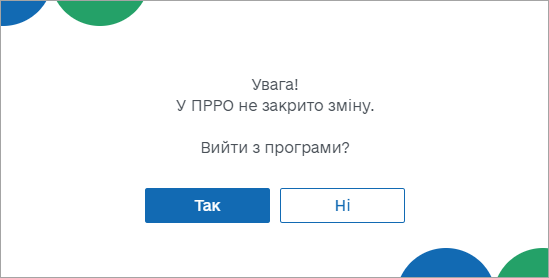 Увага!
У ПРРО не закрито зміну.
Вийти з програми?
Так
Ні